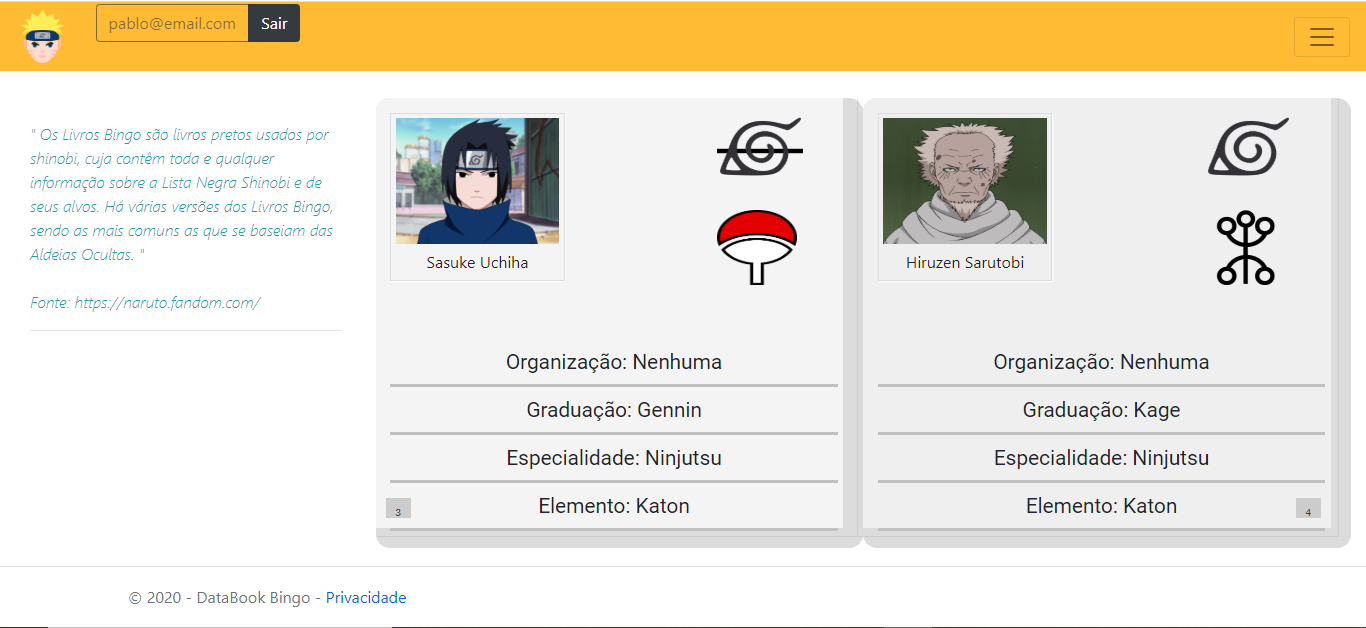 pablo@email.com Sair
" Os Livros Bingo são livros pretos usados por
shinobi, cuja contêm toda e qualquer
informação sobre a Lista Negra Shinobi e de
seus alvos. Há várias versões dos Livros Bingo,
sendo as mais comuns as que se baseiam das
Aldeias Ocultas. "
Fonte: https://naruto.fandom.com/
Sasuke Uchiha
Organização: Nenhuma
Graduação: Gennin
Especialidade: Ninjutsu
Elemento: Katon
3
Hiruzen Sarutobi
Organização: Nenhuma
Graduação: Kage
Especialidade: Ninjutsu
Elemento: Katon
4
© 2020 - DataBook Bingo - Privacidade